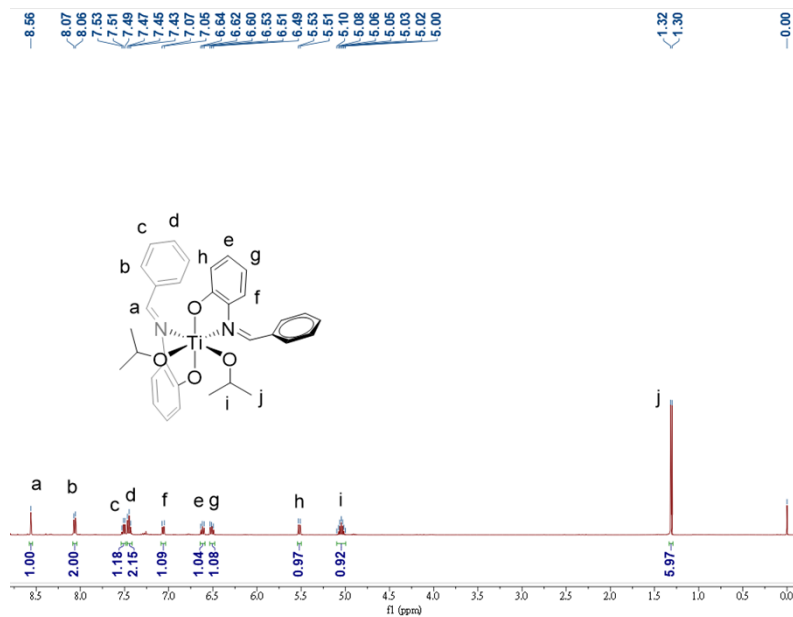 8.56 8.07 8.06 7.53 7.51 7.49 7.47 7.45 7.43 7.07 7.05 6.64 6.62 6.60 6.53 6.51 6.49 5.53 5.51 5.10 5.08 5.06 5.05 5.03 5.02 5.00 1.32 1.30 0.00
c d
b
a
h e g
f
O
N Ti N
O O
O
i j
a b c d f e g h i j
1.00 2.00 1.18 2.15 1.09 1.04 1.08 0.97 0.92 5.97
8.5 8.0 7.5 7.0 6.5 6.0 5.5 5.0 4.5 4.0 3.5 3.0 2.5 2.0 1.5 1.0 0.5 0.0
f1 (ppm)